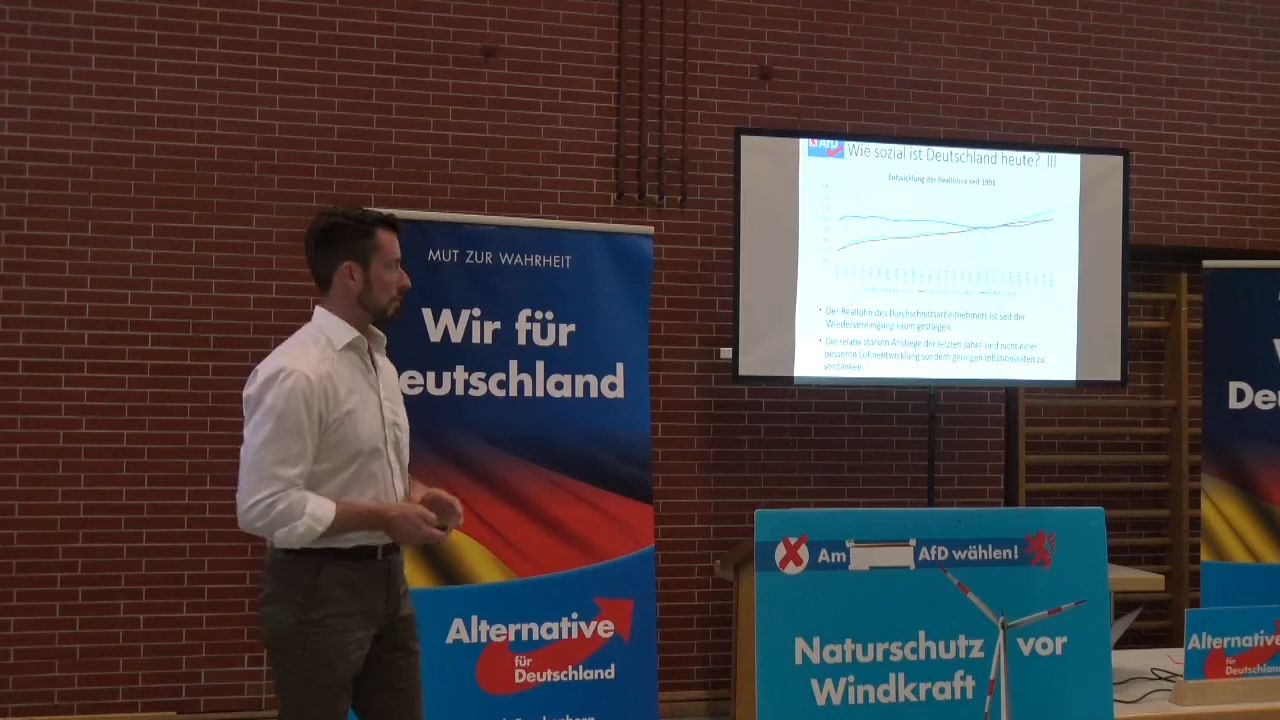 MUT ZUR WAHRHEIT
Wir für
eutschland
Alternative
für
Deutschland
AfD
Wie sozial ist Deutschland heute? III
Entwicklung der Reallöhne seit 1991
• Der Reallohn des Durchschnittsarbeitnehmers ist seit der
Wiedervereinigung kaum gestiegen.
• Die relativ starken Anstiege der letzten Jahre sind nicht einer
besseren Lohnentwicklung sondern geringen Inflationsraten zu
verdanken.
Am AfD wählen!
Naturschutz vor
Windkraft
De
Alternative
für
Deutschland